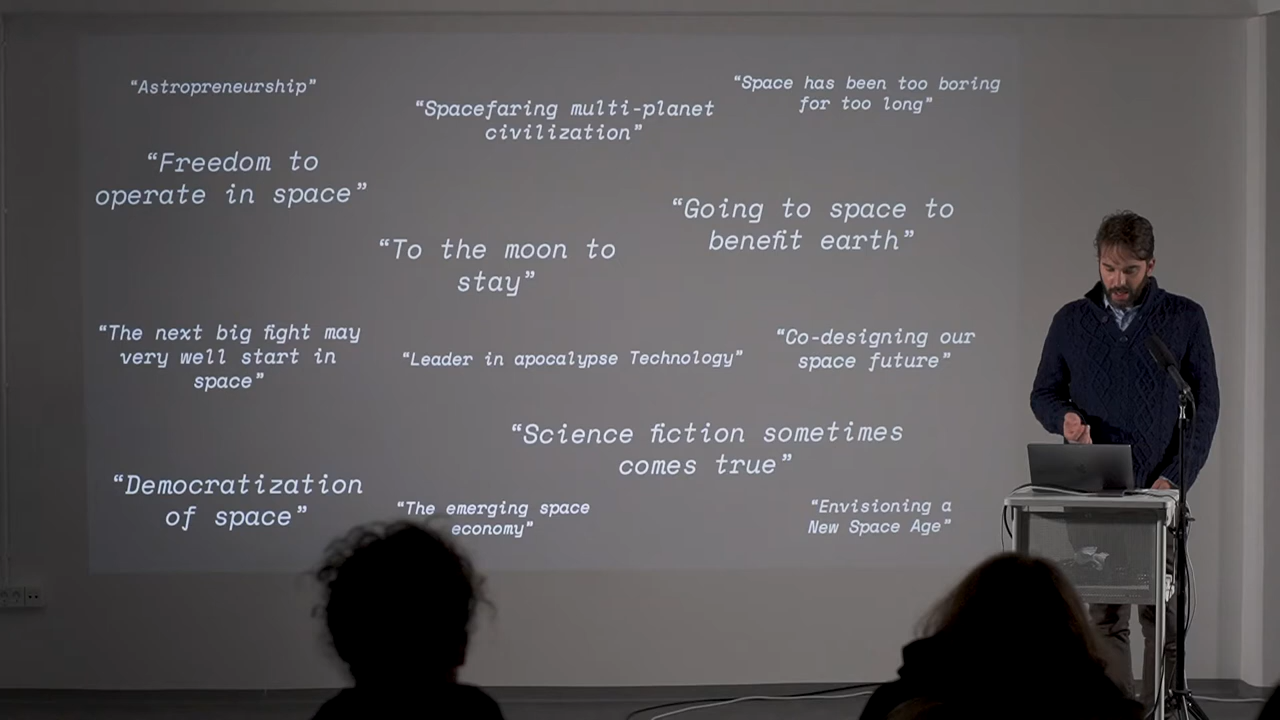 “Astropreneurship”
“Spacefaring multi-planet
civilization”
“Space has been too boring
for too long”
“Freedom to
operate in space”
“Going to space to
benefit earth”
“To the moon to
stay”
“The next big fight may
very well start in
space”
“Leader in apocalypse Technology”
“Co-designing our
space future”
“Science fiction sometimes
comes true”
“Democratization
of space”
“The emerging space
economy”
“Envisioning a
New Space Age”